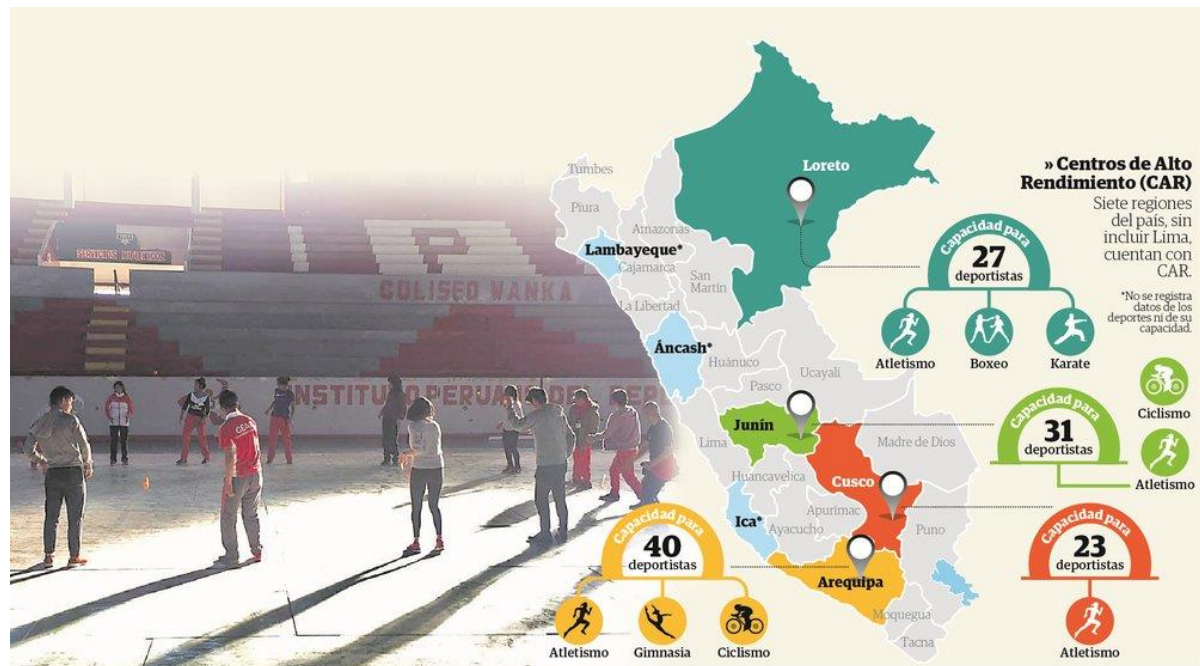 » Centros de Alto
Rendimiento (CAR)
Siete regiones
del país, sin
incluir Lima,
cuentan con
CAR.
*No se registra
datos de los
deportes ni de su
capacidad.
Tumbes
Piura
Amazonas
Lambayeque*
Cajamarca
San
Martín
La Libertad
Loreto
Áncash*
Huánuco
Ucayali
Pasco
Junín
Lima
Madre de Dios
Huancavelica
Cusco
Ica*
Apurímac
Ayacucho
Puno
Arequipa
Moquegua
Tacna
Capacidad para
27
deportistas
Atletismo
Boxeo
Karate
Capacidad para
31
deportistas
Ciclismo
Atletismo
Capacidad para
23
deportistas
Atletismo
Capacidad para
40
deportistas
Atletismo
Gimnasia
Ciclismo
P
COLISEO WANKA
NSTITUTO PERUANO DEL DEP